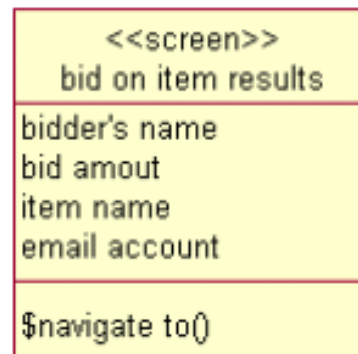 <<screen>>
bid on item results
bidder's name
bid amout
item name
email account
$navigate to()